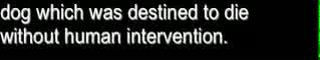 dog which was destined to die
without human intervention.